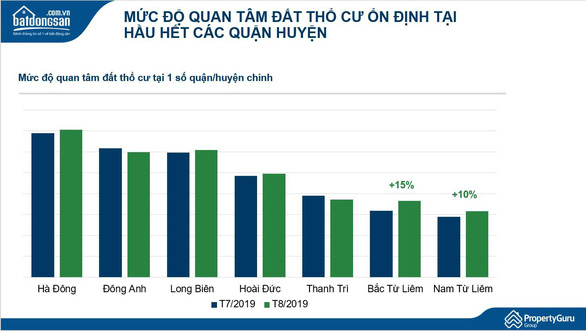 .com.vn
batdongsan
MỨC ĐỘ QUAN TÂM ĐẤT THỔ CƯ ỔN ĐỊNH TẠI
HẦU HẾT CÁC QUẬN HUYỆN
Mức độ quan tâm đất thổ cư tại 1 số quận/huyện chính
+15%
+10%
Hà Đông Đông Anh Long Biên Hoài Đức Thanh Trì Bắc Từ Liêm Nam Từ Liêm
T7/2019 T8/2019
PropertyGuru
Group